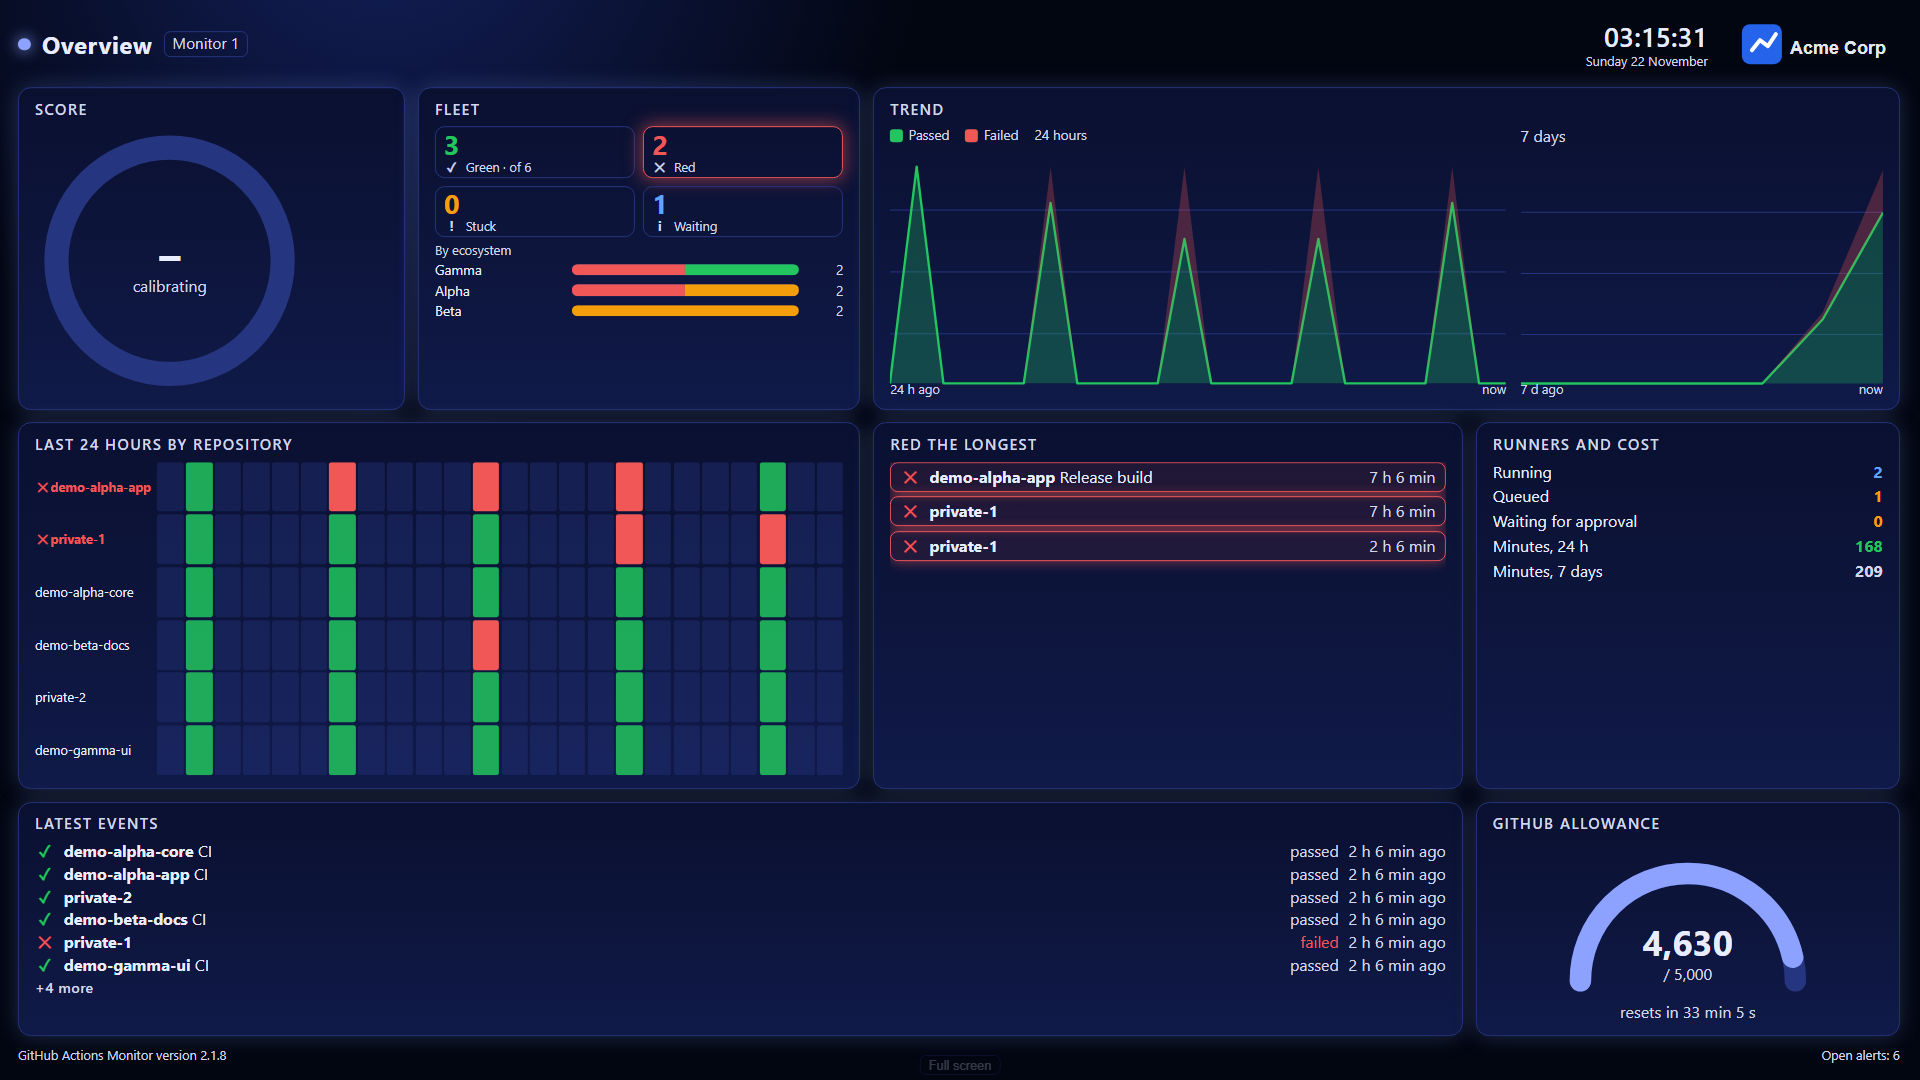 Overview
Monitor 1
03:15:31
Sunday 22 November
Acme Corp
SCORE
–
calibrating
FLEET
3
Green · of 6
2
Red
0
! Stuck
1
i Waiting
By ecosystem
Gamma 2
Alpha 2
Beta 2
TREND
Passed Failed 24 hours
7 days
24 h ago now
7 d ago now
LAST 24 HOURS BY REPOSITORY
demo-alpha-app
private-1
demo-alpha-core
demo-beta-docs
private-2
demo-gamma-ui
RED THE LONGEST
demo-alpha-app Release build 7 h 6 min
private-1 7 h 6 min
private-1 2 h 6 min
RUNNERS AND COST
Running 2
Queued 1
Waiting for approval 0
Minutes, 24 h 168
Minutes, 7 days 209
LATEST EVENTS
demo-alpha-core CI passed 2 h 6 min ago
demo-alpha-app CI passed 2 h 6 min ago
private-2 passed 2 h 6 min ago
demo-beta-docs CI passed 2 h 6 min ago
private-1 failed 2 h 6 min ago
demo-gamma-ui CI passed 2 h 6 min ago
+4 more
GITHUB ALLOWANCE
4,630
/ 5,000
resets in 33 min 5 s
GitHub Actions Monitor version 2.1.8
Full screen
Open alerts: 6